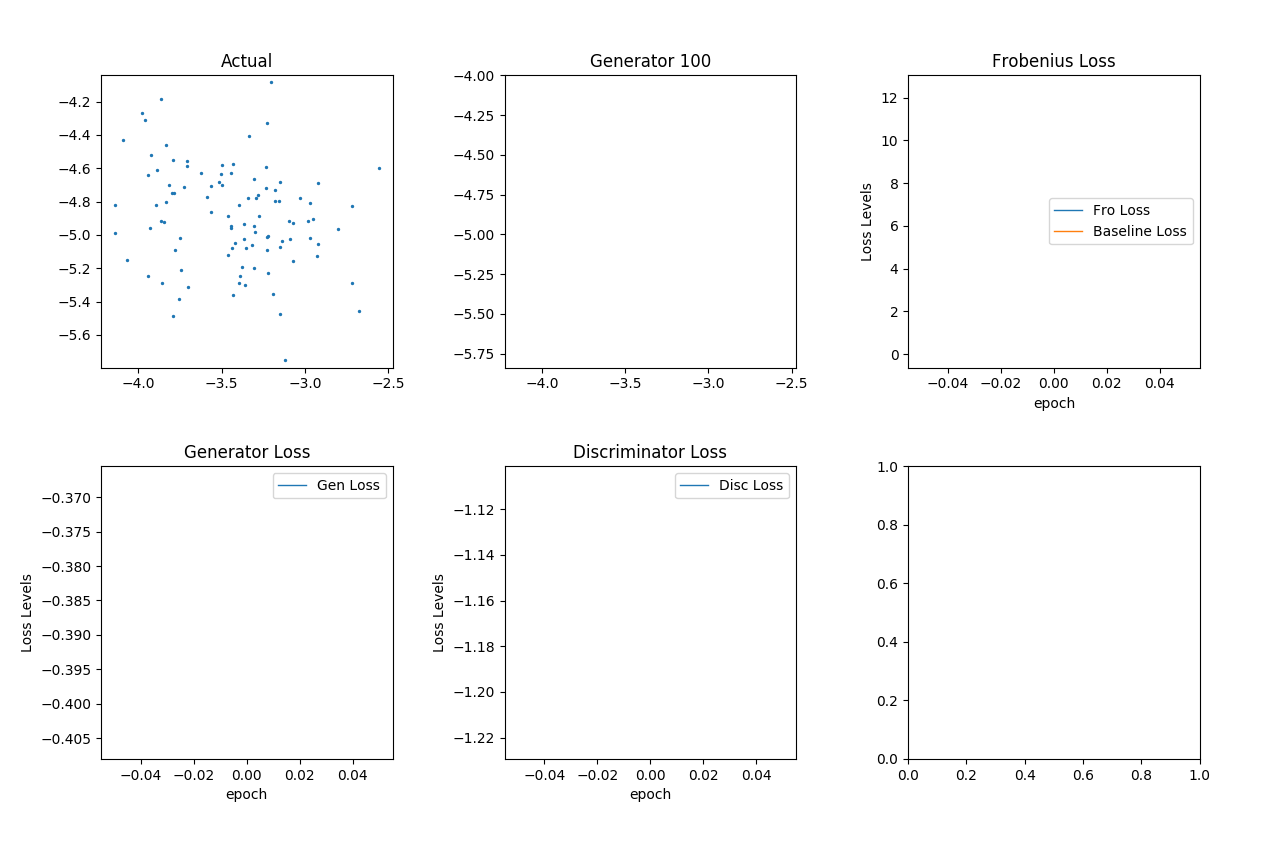 Actual
−4.2
−4.4
−4.6
−4.8
−5.0
−5.2
−5.4
−5.6
−4.0 −3.5 −3.0 −2.5
Generator 100
−4.00
−4.25
−4.50
−4.75
−5.00
−5.25
−5.50
−5.75
−4.0 −3.5 −3.0 −2.5
Frobenius Loss
12
10
8
6
4
2
0
Loss Levels
Fro Loss
Baseline Loss
−0.04 −0.02 0.00 0.02 0.04
epoch
Generator Loss
Gen Loss
−0.370
−0.375
−0.380
−0.385
−0.390
−0.395
−0.400
−0.405
Loss Levels
−0.04 −0.02 0.00 0.02 0.04
epoch
Discriminator Loss
Disc Loss
−1.12
−1.14
−1.16
−1.18
−1.20
−1.22
Loss Levels
−0.04 −0.02 0.00 0.02 0.04
epoch
1.0
0.8
0.6
0.4
0.2
0.0
0.0 0.2 0.4 0.6 0.8 1.0